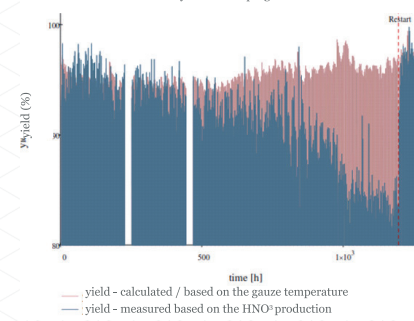 Restart
100
90
80
yield (%)
0
500
1×10³
time [h]
yield - calculated / based on the gauze temperature
yield - measured based on the HNO³ production